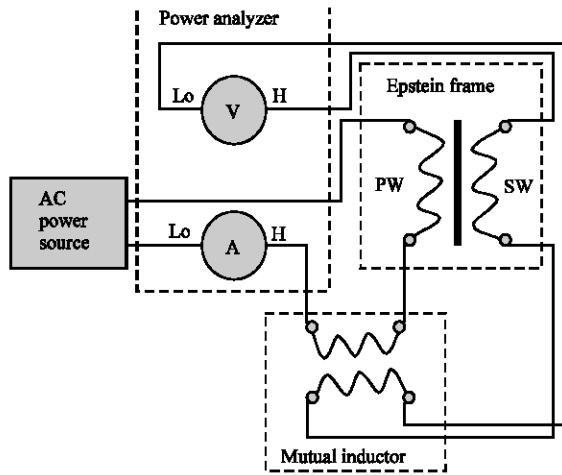 Power analyzer
Lo
V
H
Epstein frame
PW
SW
AC
power
source
Lo
A
H
Mutual inductor